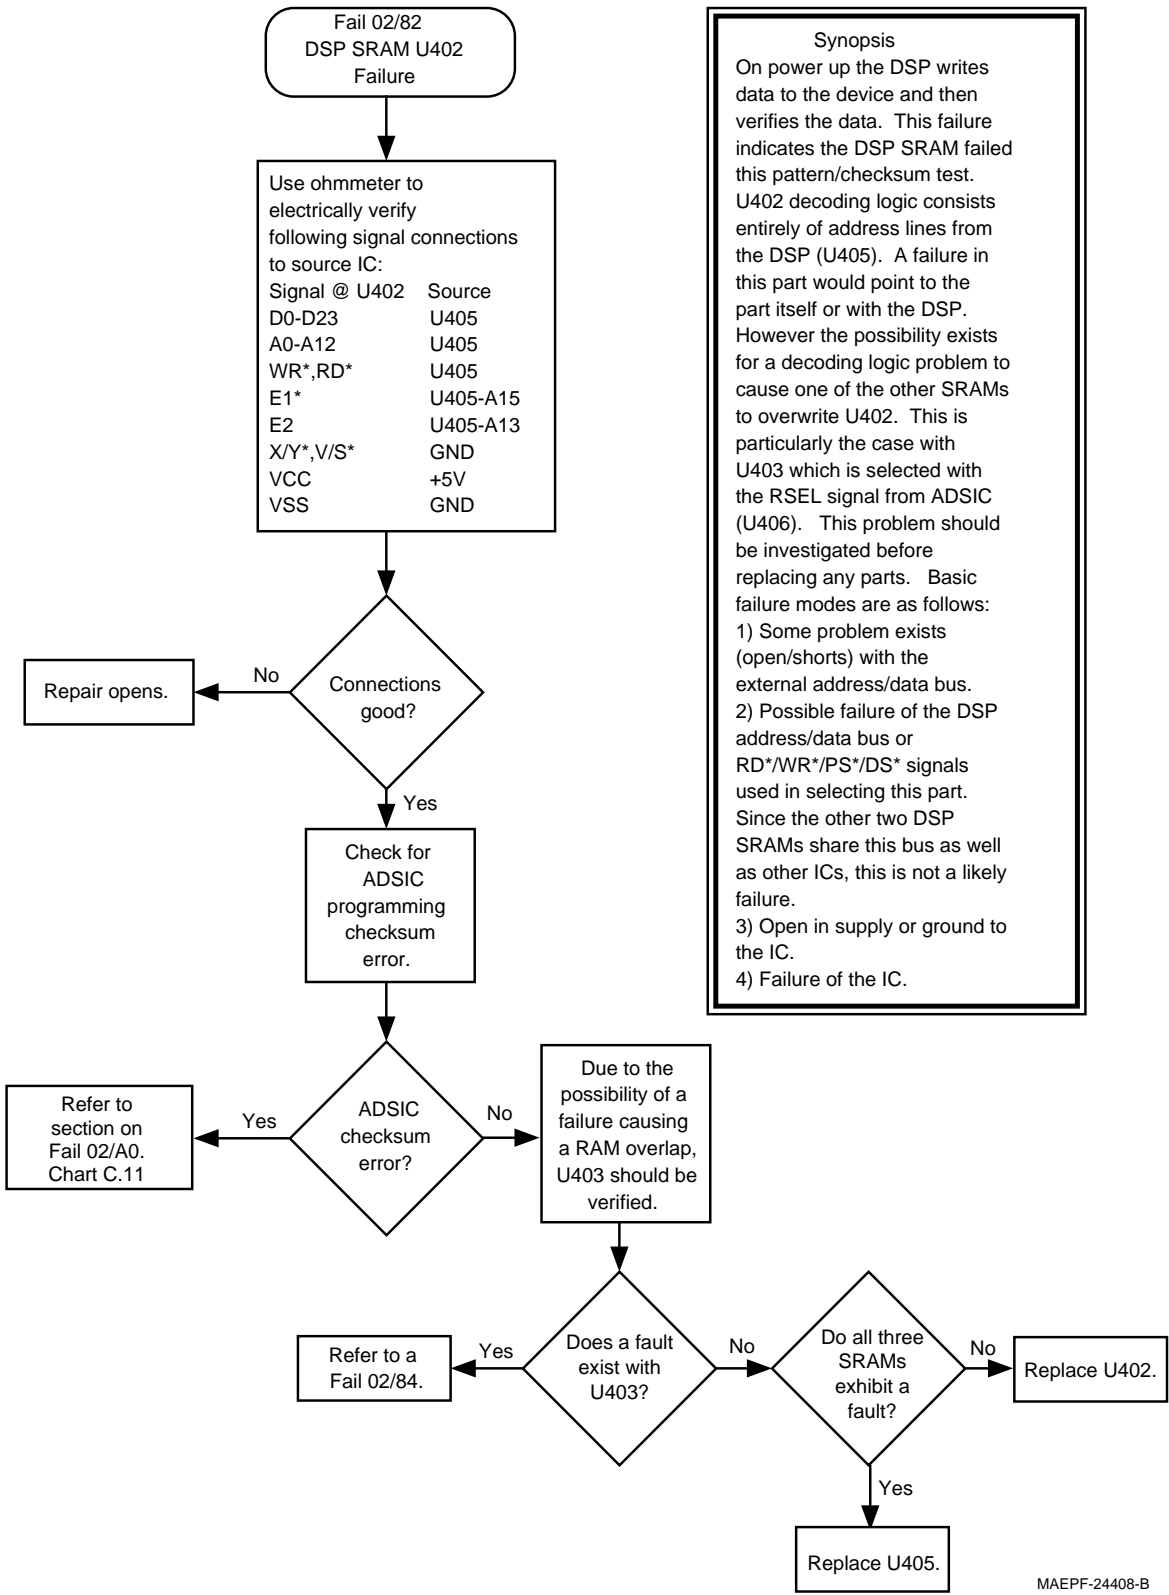 Fail 02/82
DSP SRAM U402
Failure
Use ohmmeter to
electrically verify
following signal connections
to source IC:
Signal @ U402 Source
D0-D23 U405
A0-A12 U405
WR*,RD* U405
E1* U405-A15
E2 U405-A13
X/Y*,V/S* GND
VCC +5V
VSS GND
Connections
good?
No
Repair opens.
Yes
Check for
ADSIC
programming
checksum
error.
ADSIC
checksum
error?
Yes
Refer to
section on
Fail 02/A0.
Chart C.11
No
Due to the
possibility of a
failure causing
a RAM overlap,
U403 should be
verified.
Does a fault
exist with
U403?
Yes
Refer to a
Fail 02/84.
No
Do all three
SRAMs
exhibit a
fault?
No
Replace U402.
Yes
Replace U405.
Synopsis
On power up the DSP writes
data to the device and then
verifies the data. This failure
indicates the DSP SRAM failed
this pattern/checksum test.
U402 decoding logic consists
entirely of address lines from
the DSP (U405). A failure in
this part would point to the
part itself or with the DSP.
However the possibility exists
for a decoding logic problem to
cause one of the other SRAMs
to overwrite U402. This is
particularly the case with
U403 which is selected with
the RSEL signal from ADSIC
(U406). This problem should
be investigated before
replacing any parts. Basic
failure modes are as follows:
1) Some problem exists
(open/shorts) with the
external address/data bus.
2) Possible failure of the DSP
address/data bus or
RD*/WR*/PS*/DS* signals
used in selecting this part.
Since the other two DSP
SRAMs share this bus as well
as other ICs, this is not a likely
failure.
3) Open in supply or ground to
the IC.
4) Failure of the IC.
MAEPF-24408-B